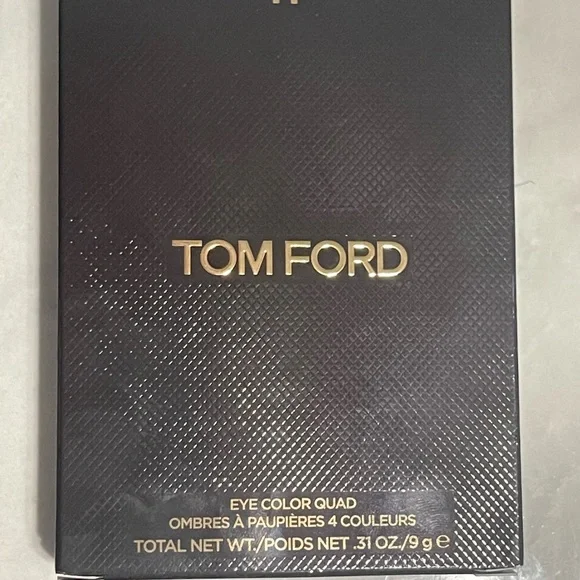 TOM FORD
EYE COLOR QUAD
OMBRES À PAUPIÈRES 4 COULEURS
TOTAL NET WT./POIDS NET .31 OZ./9 g ℮